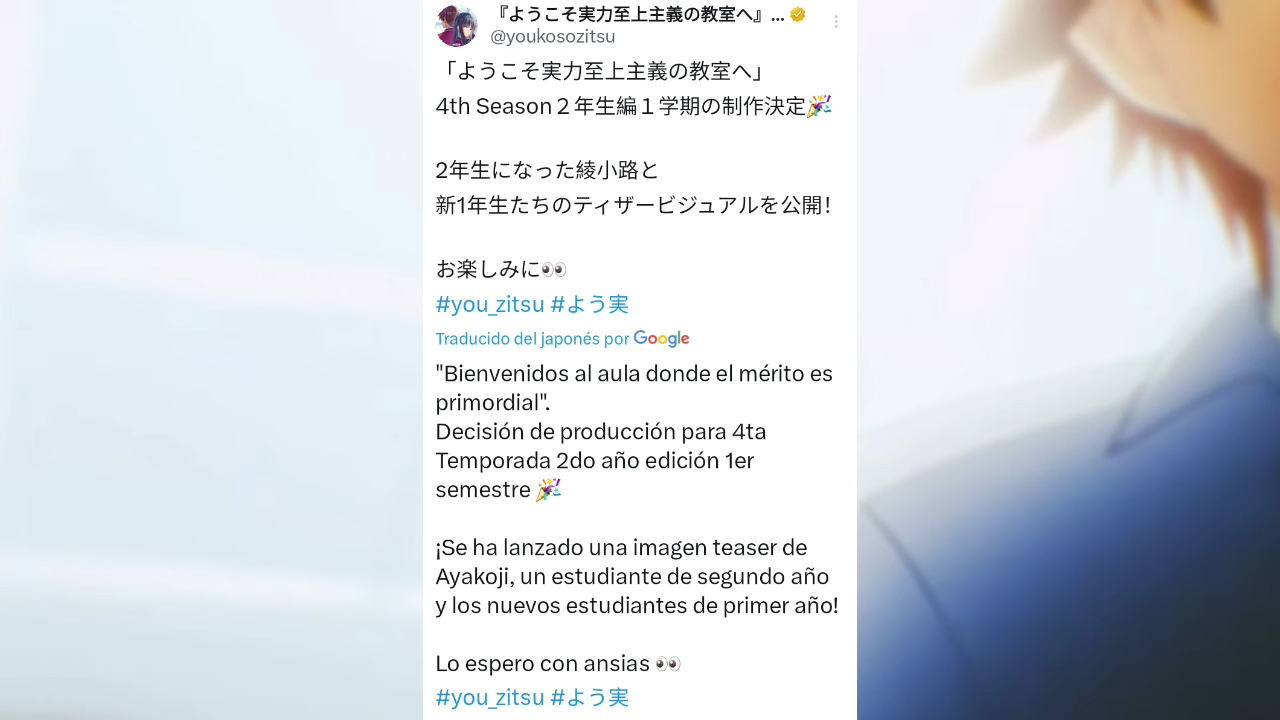 『ようこそ実力至上主義の教室へ』...
@youkosozitsu
「ようこそ実力至上主義の教室へ」
4th Season２年生編１学期の制作決定🎉
2年生になった綾小路と
新1年生たちのティザービジュアルを公開！
お楽しみに👀
#you_zitsu #よう実
Traducido del japonés por Google
"Bienvenidos al aula donde el mérito es
primordial".
Decisión de producción para 4ta
Temporada 2do año edición 1er
semestre 🎉
¡Se ha lanzado una imagen teaser de
Ayakoji, un estudiante de segundo año
y los nuevos estudiantes de primer año!
Lo espero con ansias 👀
#you_zitsu #よう実